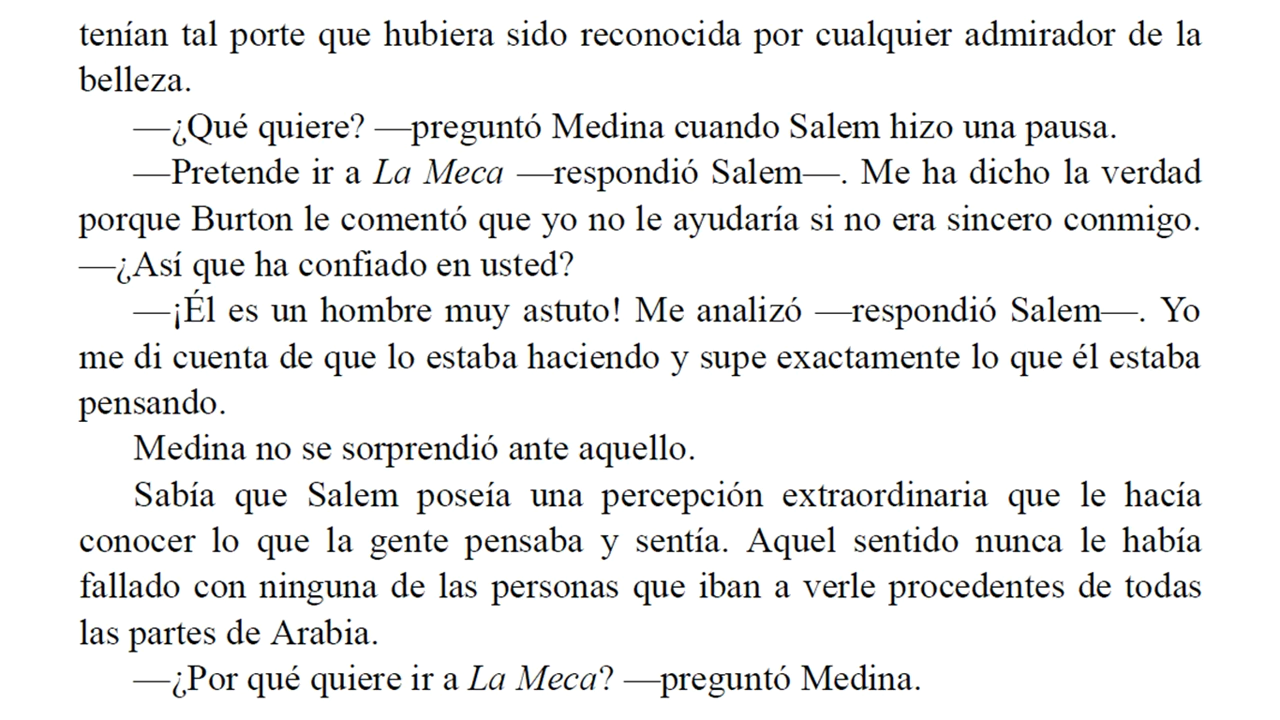 tenían tal porte que hubiera sido reconocida por cualquier admirador de la
belleza.
—¿Qué quiere? —preguntó Medina cuando Salem hizo una pausa.
—Pretende ir a La Meca —respondió Salem—. Me ha dicho la verdad
porque Burton le comentó que yo no le ayudaría si no era sincero conmigo.
—¿Así que ha confiado en usted?
—¡Él es un hombre muy astuto! Me analizó —respondió Salem—. Yo
me di cuenta de que lo estaba haciendo y supe exactamente lo que él estaba
pensando.
Medina no se sorprendió ante aquello.
Sabía que Salem poseía una percepción extraordinaria que le hacía
conocer lo que la gente pensaba y sentía. Aquel sentido nunca le había
fallado con ninguna de las personas que iban a verle procedentes de todas
las partes de Arabia.
—¿Por qué quiere ir a La Meca? —preguntó Medina.